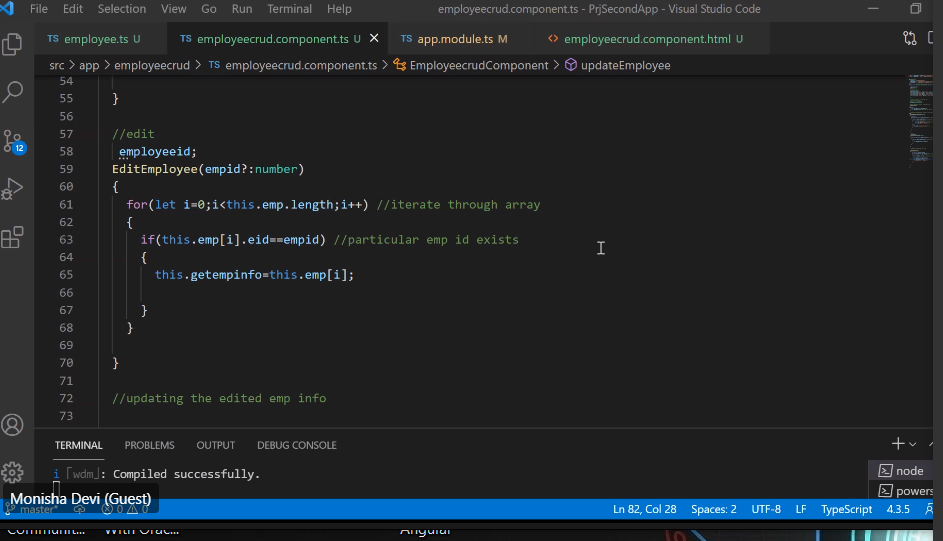 File Edit Selection View Go Run Terminal Help employeecrud.component.ts - PrjSecondApp - Visual Studio Code
TS employee.ts U TS employeecrud.component.ts U TS app.module.ts M <> employeecrud.component.html U
src > app > employeecrud > TS employeecrud.component.ts > EmployeecrudComponent > updateEmployee
54
55 }
56
57 //edit
58 employeeid;
59 EditEmployee(empid?:number)
60 {
61 for(let i=0;i<this.emp.length;i++) //iterate through array
62 {
63 if(this.emp[i].eid==empid) //particular emp id exists
64 {
65 this.getempinfo=this.emp[i];
66
67 }
68 }
69
70 }
71
72 //updating the edited emp info
73
12
TERMINAL PROBLEMS OUTPUT DEBUG CONSOLE
i 「wdm」: Compiled successfully.
node
powers
Monisha Devi (Guest)
master* 0 0 Ln 82, Col 28 Spaces: 2 UTF-8 LF TypeScript 4.3.5
Communit... With Orac... Angular